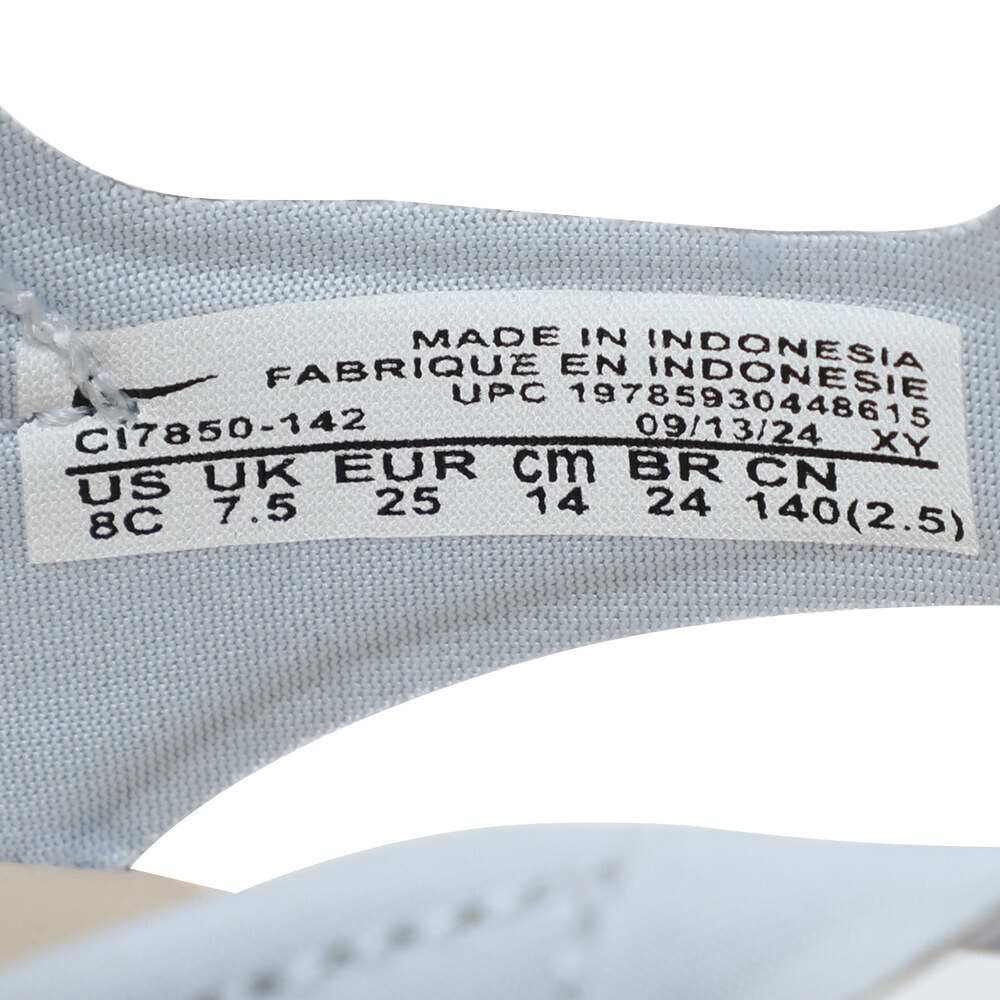 MADE IN INDONESIA
FABRIQUE EN INDONESIE
UPC 19785930448615
CI7850-142 09/13/24 XY
US UK EUR cm BR CN
8C 7.5 25 14 24 140(2.5)